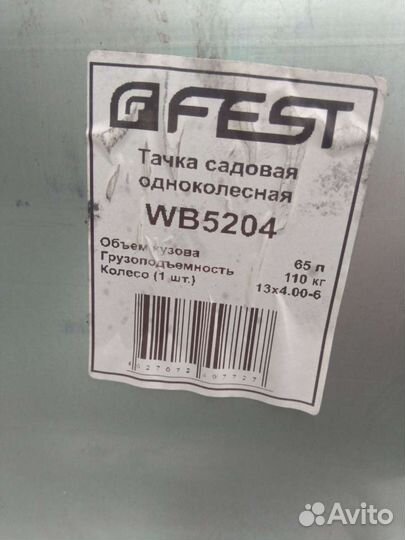 FEST
Тачка садовая
одноколесная
WB5204
Объем кузова 65 л
Грузоподъемность 110 кг
Колесо (1 шт.) 13x4.00-6
Avito